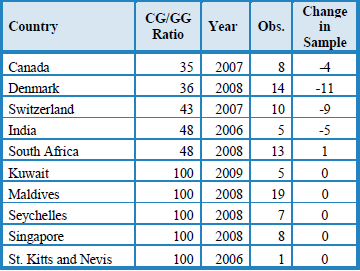 Country CG/GG Ratio Year Obs. Change in Sample
Canada 35 2007 8 -4
Denmark 36 2008 14 -11
Switzerland 43 2007 10 -9
India 48 2006 5 -5
South Africa 48 2008 13 1
Kuwait 100 2009 5 0
Maldives 100 2008 19 0
Seychelles 100 2008 7 0
Singapore 100 2008 8 0
St. Kitts and Nevis 100 2006 1 0